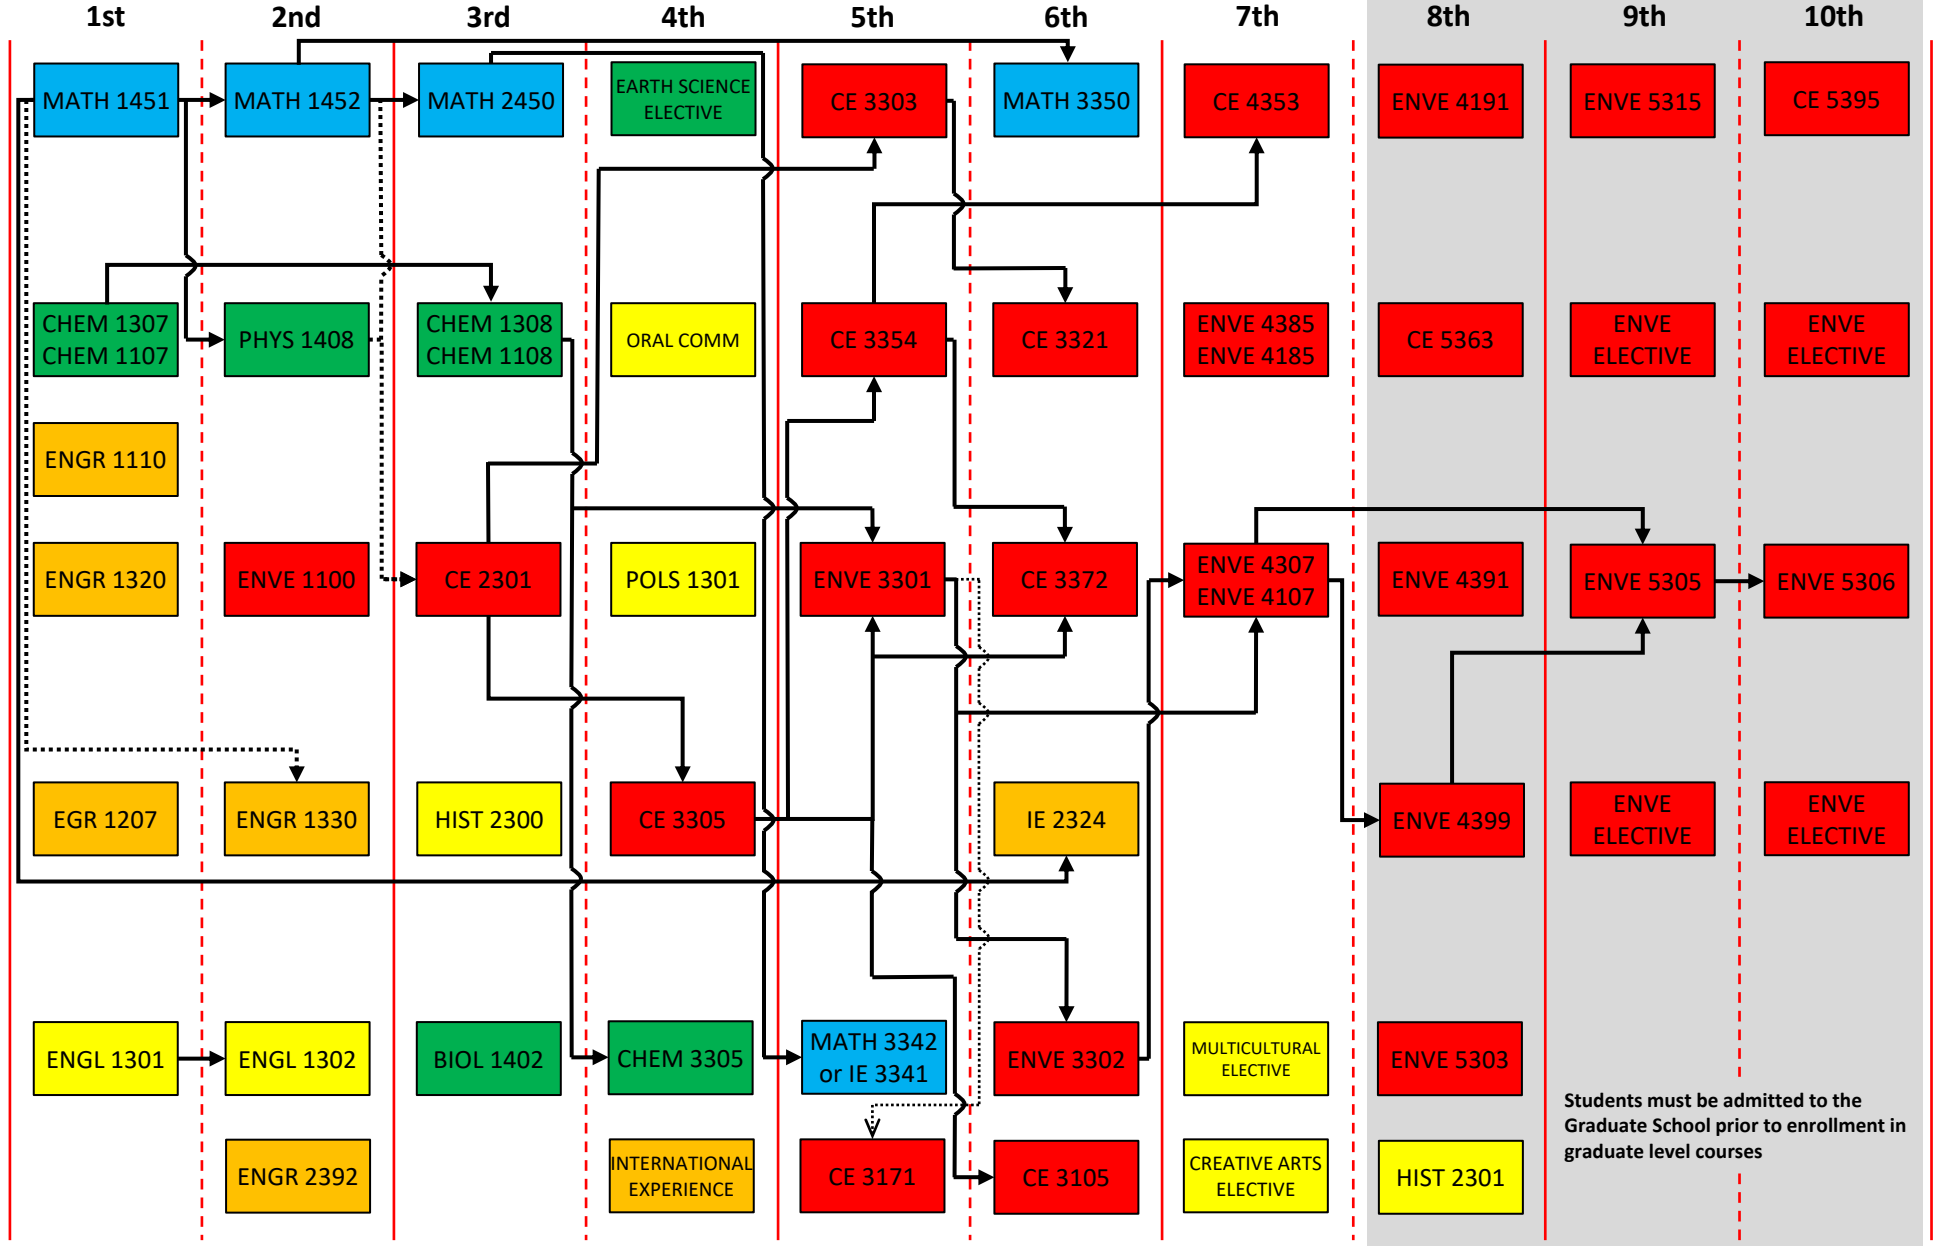 1st
2nd
3rd
4th
5th
6th
7th
8th
9th
10th
MATH 1451
MATH 1452
MATH 2450
EARTH SCIENCE
ELECTIVE
CE 3303
MATH 3350
CE 4353
ENVE 4191
ENVE 5315
CE 5395
CHEM 1307
CHEM 1107
PHYS 1408
CHEM 1308
CHEM 1108
ORAL COMM
CE 3354
CE 3321
ENVE 4385
ENVE 4185
CE 5363
ENVE
ELECTIVE
ENVE
ELECTIVE
ENGR 1110
ENGR 1320
ENVE 1100
CE 2301
POLS 1301
ENVE 3301
CE 3372
ENVE 4307
ENVE 4107
ENVE 4391
ENVE 5305
ENVE 5306
EGR 1207
ENGR 1330
HIST 2300
CE 3305
IE 2324
ENVE 4399
ENVE
ELECTIVE
ENVE
ELECTIVE
ENGL 1301
ENGL 1302
BIOL 1402
CHEM 3305
MATH 3342
or IE 3341
ENVE 3302
MULTICULTURAL
ELECTIVE
ENVE 5303
Students must be admitted to the
Graduate School prior to enrollment in
graduate level courses
ENGR 2392
INTERNATIONAL
EXPERIENCE
CE 3171
CE 3105
CREATIVE ARTS
ELECTIVE
HIST 2301